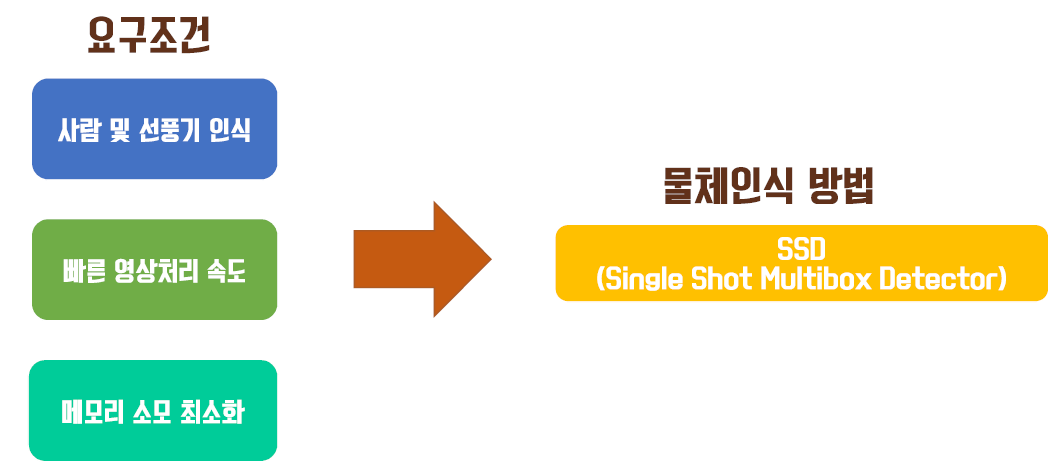 요구조건
사람 및 선풍기 인식
빠른 영상처리 속도
메모리 소모 최소화
물체인식 방법
SSD
(Single Shot Multibox Detector)